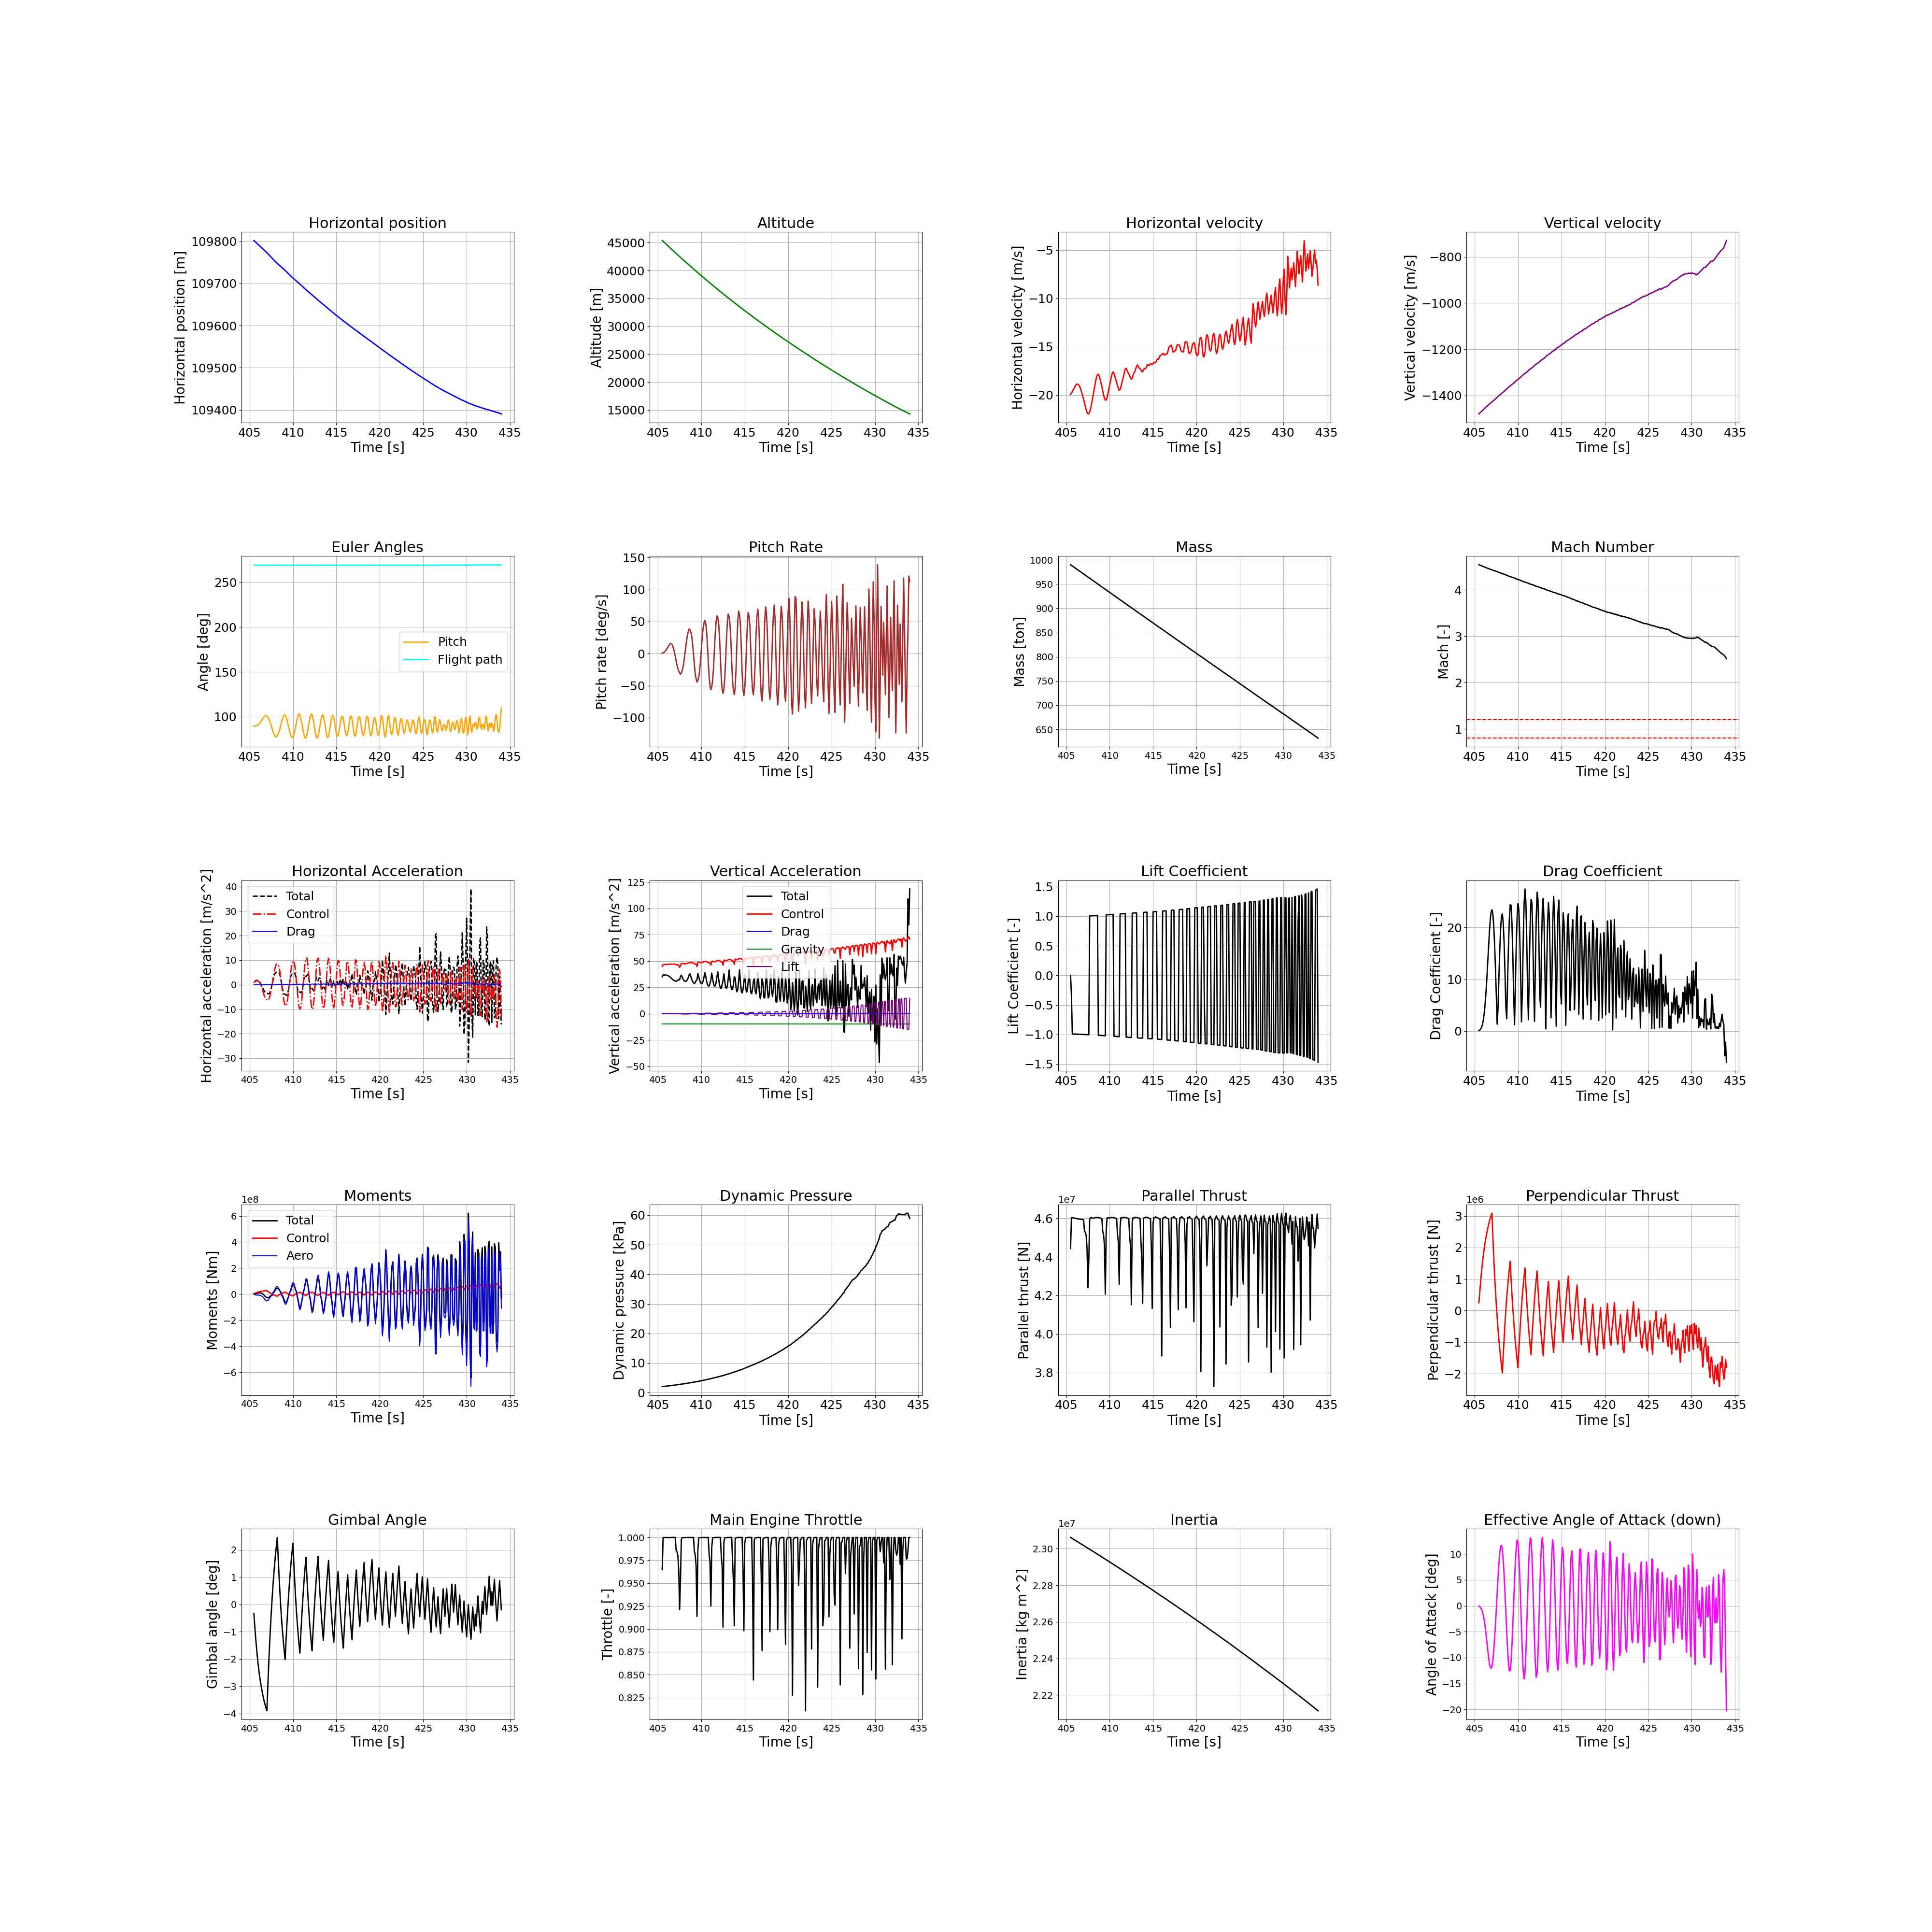 Horizontal position
Horizontal position [m]
109800
109700
109600
109500
109400
405 410 415 420 425 430 435
Time [s]
Altitude
Altitude [m]
45000
40000
35000
30000
25000
20000
15000
405 410 415 420 425 430 435
Time [s]
Horizontal velocity
Horizontal velocity [m/s]
−5
−10
−15
−20
405 410 415 420 425 430 435
Time [s]
Vertical velocity
Vertical velocity [m/s]
−800
−1000
−1200
−1400
405 410 415 420 425 430 435
Time [s]
Euler Angles
Angle [deg]
250
200
150
100
Pitch
Flight path
405 410 415 420 425 430 435
Time [s]
Pitch Rate
Pitch rate [deg/s]
150
100
50
0
−50
−100
405 410 415 420 425 430 435
Time [s]
Mass
Mass [ton]
1000
950
900
850
800
750
700
650
405 410 415 420 425 430 435
Time [s]
Mach Number
Mach [-]
4
3
2
1
405 410 415 420 425 430 435
Time [s]
Horizontal Acceleration
Horizontal acceleration [m/s^2]
40
30
20
10
0
−10
−20
−30
Total
Control
Drag
405 410 415 420 425 430 435
Time [s]
Vertical Acceleration
Vertical acceleration [m/s^2]
125
100
75
50
25
0
−25
−50
Total
Control
Drag
Gravity
Lift
405 410 415 420 425 430 435
Time [s]
Lift Coefficient
Lift Coefficient [-]
1.5
1.0
0.5
0.0
−0.5
−1.0
−1.5
405 410 415 420 425 430 435
Time [s]
Drag Coefficient
Drag Coefficient [-]
20
10
0
405 410 415 420 425 430 435
Time [s]
Moments
1e8
Moments [Nm]
6
4
2
0
−2
−4
−6
Total
Control
Aero
405 410 415 420 425 430 435
Time [s]
Dynamic Pressure
Dynamic pressure [kPa]
60
50
40
30
20
10
0
405 410 415 420 425 430 435
Time [s]
Parallel Thrust
1e7
Parallel thrust [N]
4.6
4.4
4.2
4.0
3.8
405 410 415 420 425 430 435
Time [s]
Perpendicular Thrust
1e6
Perpendicular thrust [N]
3
2
1
0
−1
−2
405 410 415 420 425 430 435
Time [s]
Gimbal Angle
Gimbal angle [deg]
2
1
0
−1
−2
−3
−4
405 410 415 420 425 430 435
Time [s]
Main Engine Throttle
Throttle [-]
1.000
0.975
0.950
0.925
0.900
0.875
0.850
0.825
405 410 415 420 425 430 435
Time [s]
Inertia
1e7
Inertia [kg m^2]
2.30
2.28
2.26
2.24
2.22
405 410 415 420 425 430 435
Time [s]
Effective Angle of Attack (down)
Angle of Attack [deg]
10
5
0
−5
−10
−15
−20
405 410 415 420 425 430 435
Time [s]